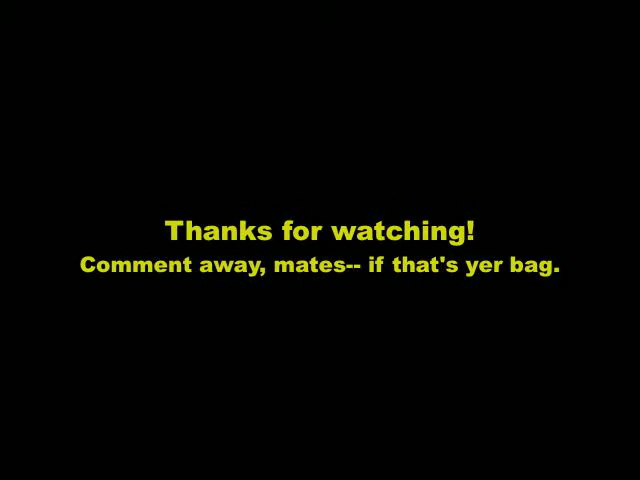 Thanks for watching!
Comment away, mates-- if that's yer bag.